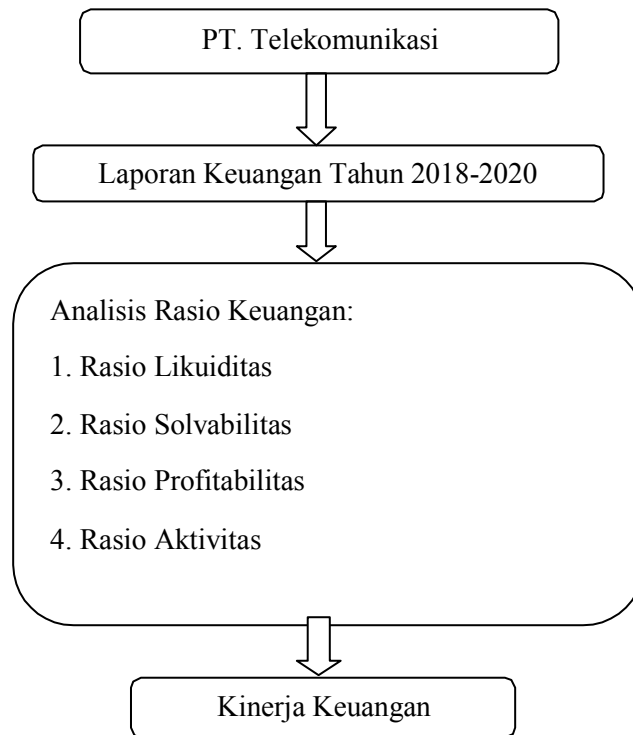 PT. Telekomunikasi
Laporan Keuangan Tahun 2018-2020
Analisis Rasio Keuangan:
1. Rasio Likuiditas
2. Rasio Solvabilitas
3. Rasio Profitabilitas
4. Rasio Aktivitas
Kinerja Keuangan